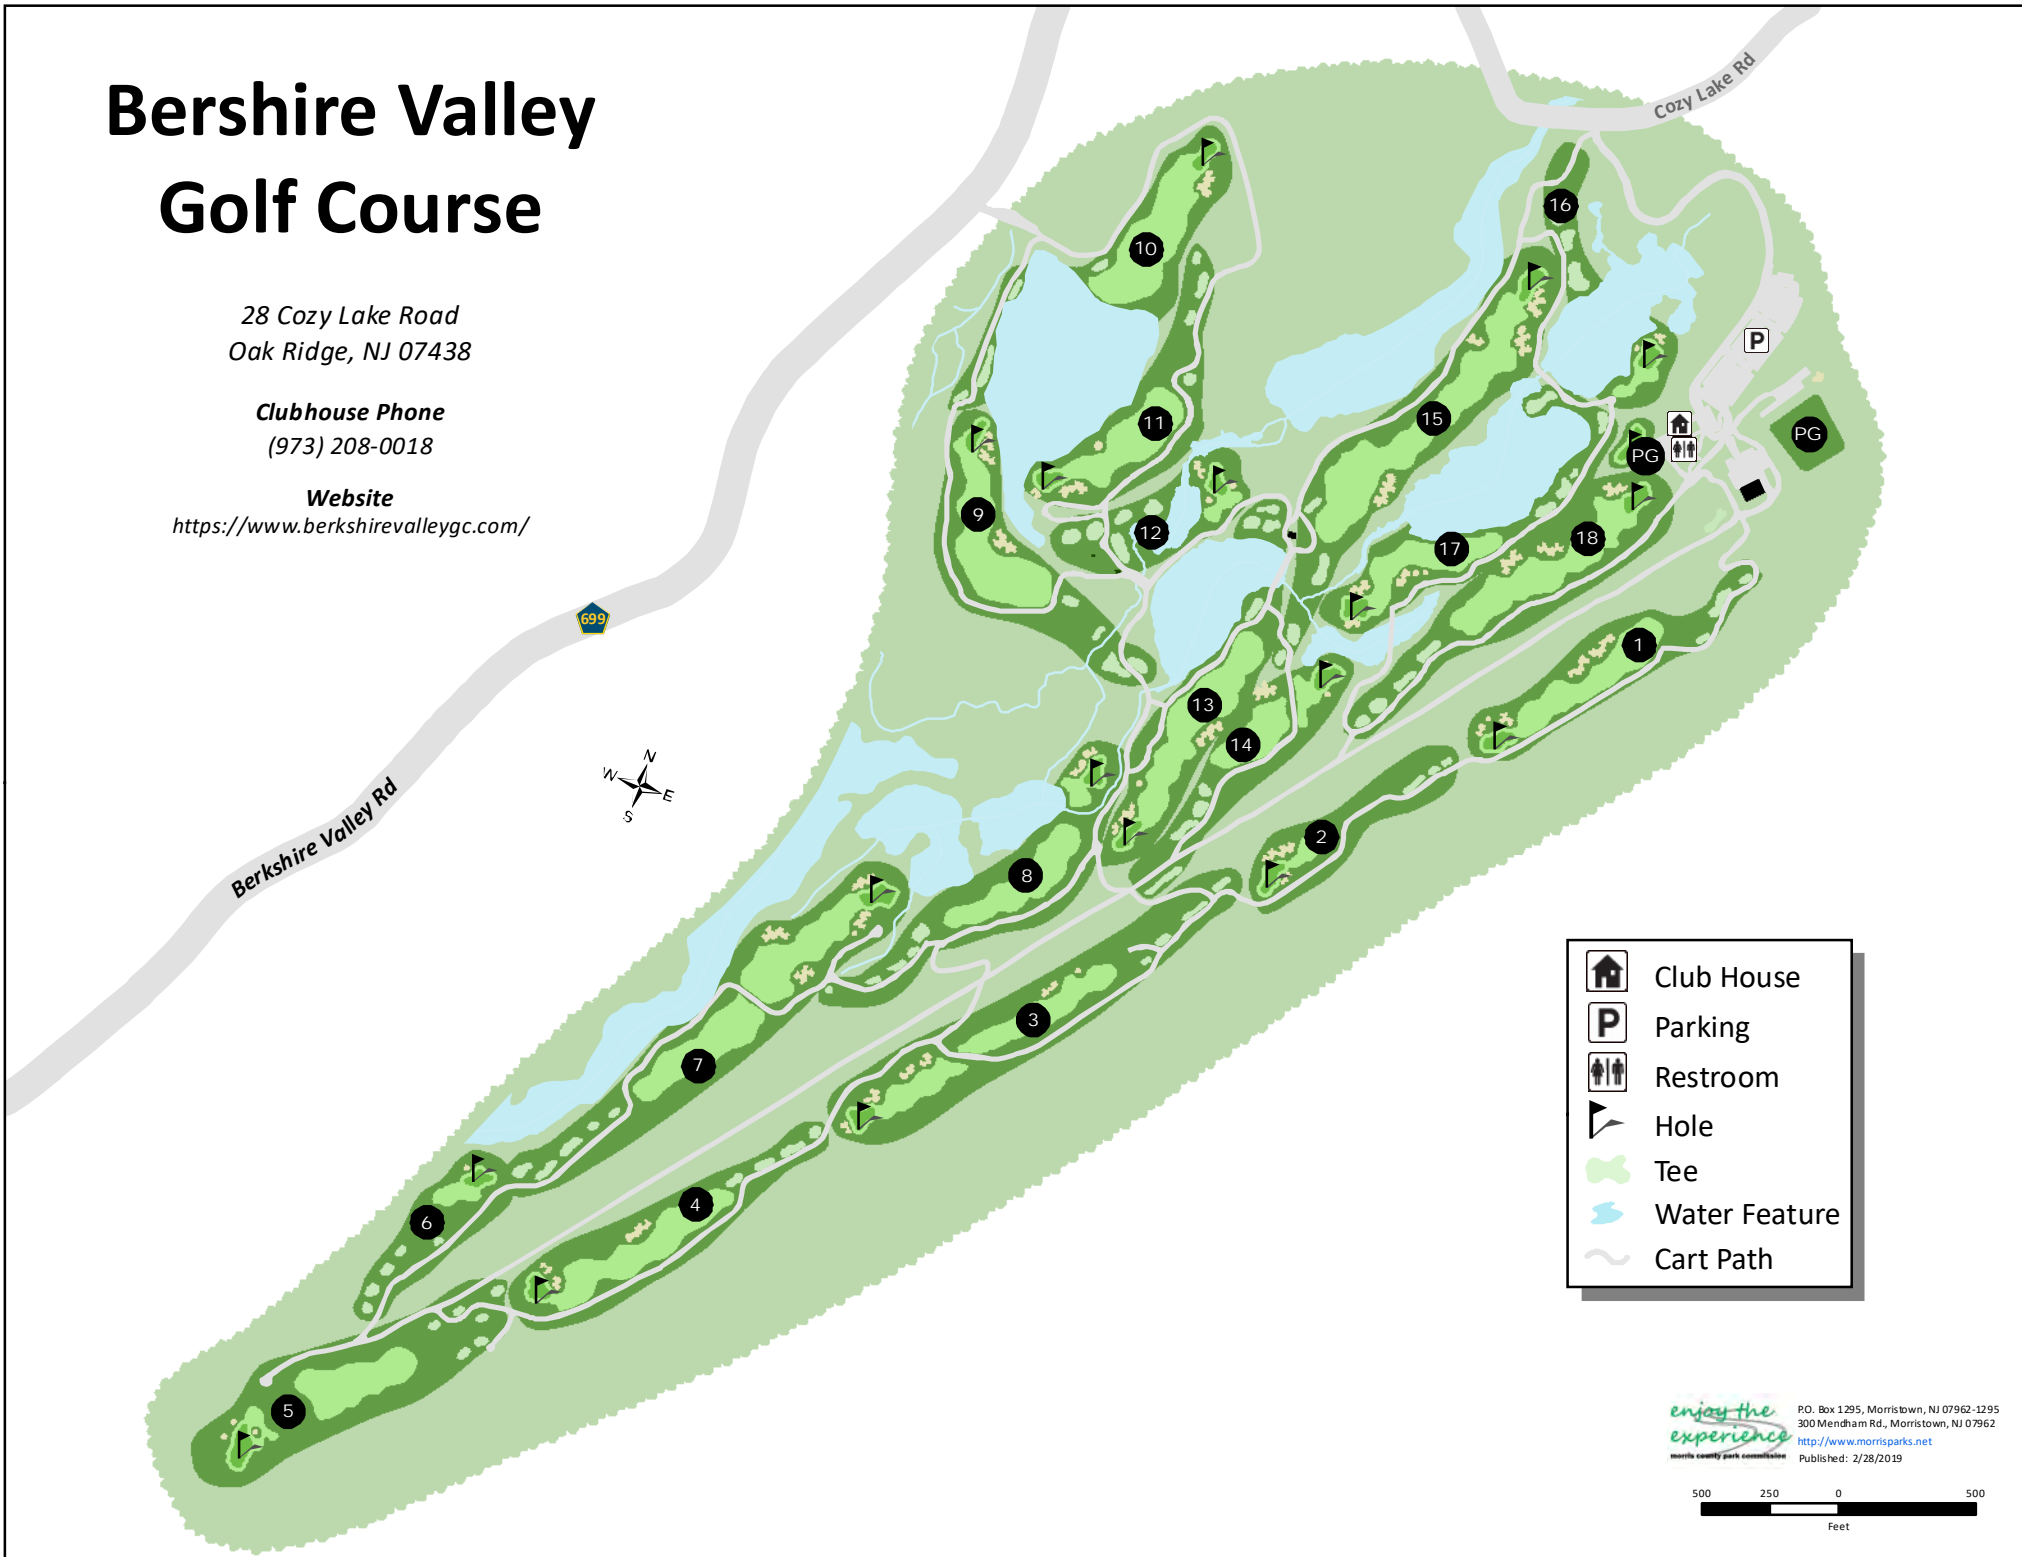 Bershire Valley
Golf Course
28 Cozy Lake Road
Oak Ridge, NJ 07438
Clubhouse Phone
(973) 208-0018
Website
https://www.berkshirevalleygc.com/
Cozy Lake Rd
16
10
P
15
11
PG
PG
9
12
18
17
699
1
13
14
N
W
E
S
2
Berkshire Valley Rd
8
3
7
4
6
5
Club House
P
Parking
Restroom
Hole
Tee
Water Feature
Cart Path
enjoy the
experience
morris county park commission
P.O. Box 1295, Morristown, NJ 07962-1295
300 Mendham Rd., Morristown, NJ 07962
http://www.morrisparks.net
Published: 2/28/2019
500 250 0 500
Feet